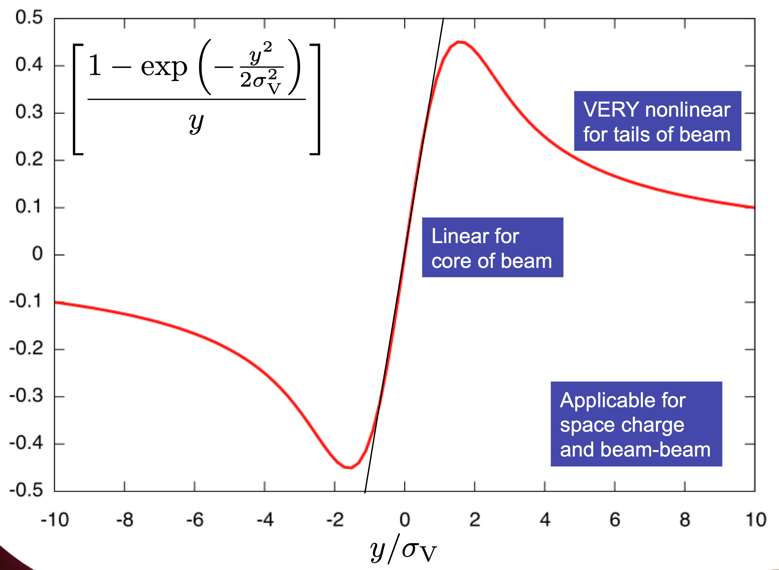 0.5
0.4
0.3
0.2
0.1
0
-0.1
-0.2
-0.3
-0.4
-0.5
[1 − exp(−y²/2σ_V²) / y]
VERY nonlinear
for tails of beam
Linear for
core of beam
Applicable for
space charge
and beam-beam
-10 -8 -6 -4 -2 0 2 4 6 8 10
y/σ_V